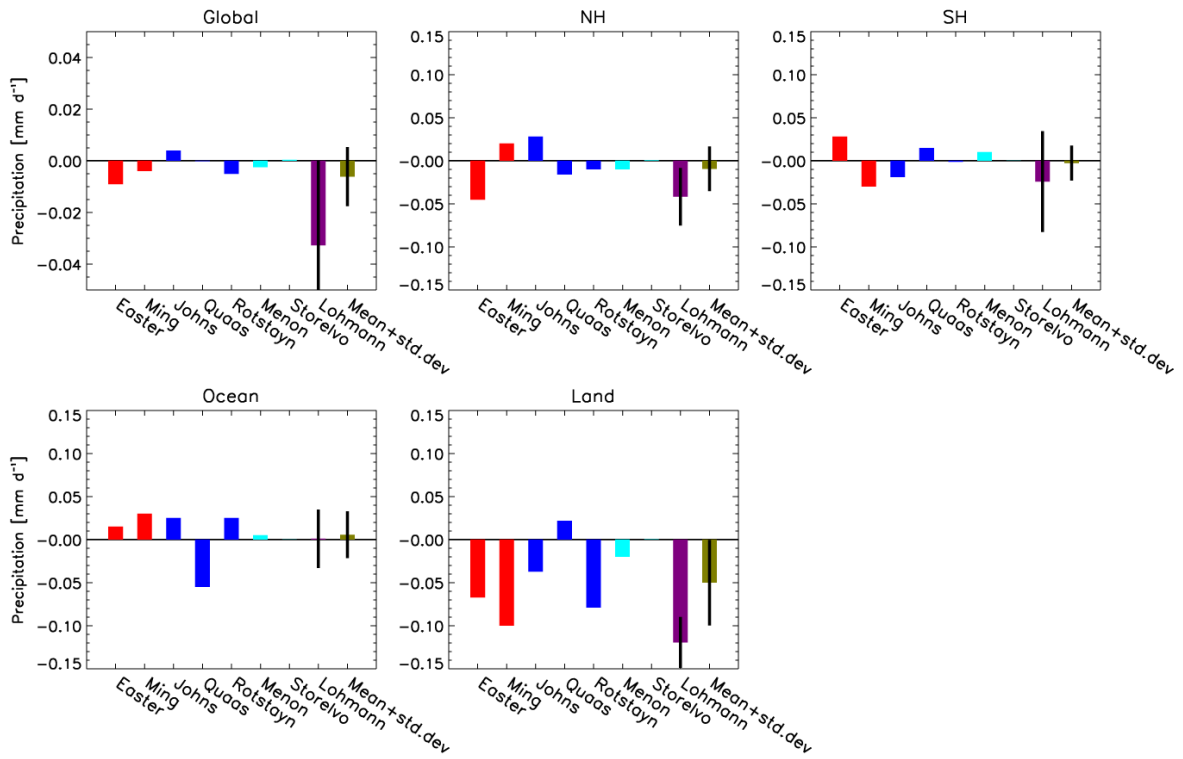 Global
NH
SH
Precipitation [mm d⁻¹]
0.04
0.02
0.00
−0.02
−0.04
0.15
0.10
0.05
−0.00
−0.05
−0.10
−0.15
0.15
0.10
0.05
−0.00
−0.05
−0.10
−0.15
Easter
Ming
Johns
Quaas
Rotstayn
Menon
Storelvo
Lohmann
Mean+std.dev
Easter
Ming
Johns
Quaas
Rotstayn
Menon
Storelvo
Lohmann
Mean+std.dev
Easter
Ming
Johns
Quaas
Rotstayn
Menon
Storelvo
Lohmann
Mean+std.dev
Ocean
Land
Precipitation [mm d⁻¹]
0.15
0.10
0.05
−0.00
−0.05
−0.10
−0.15
0.15
0.10
0.05
−0.00
−0.05
−0.10
−0.15
Easter
Ming
Johns
Quaas
Rotstayn
Menon
Storelvo
Lohmann
Mean+std.dev
Easter
Ming
Johns
Quaas
Rotstayn
Menon
Storelvo
Lohmann
Mean+std.dev